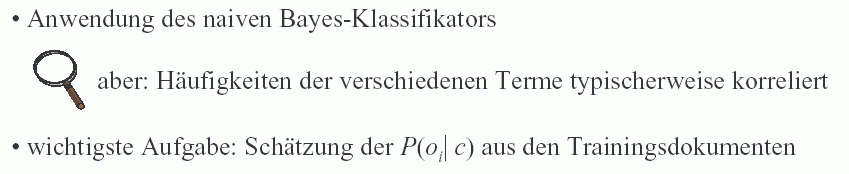 • Anwendung des naiven Bayes-Klassifikators
aber: Häufigkeiten der verschiedenen Terme typischerweise korreliert
• wichtigste Aufgabe: Schätzung der P(oᵢ| c) aus den Trainingsdokumenten